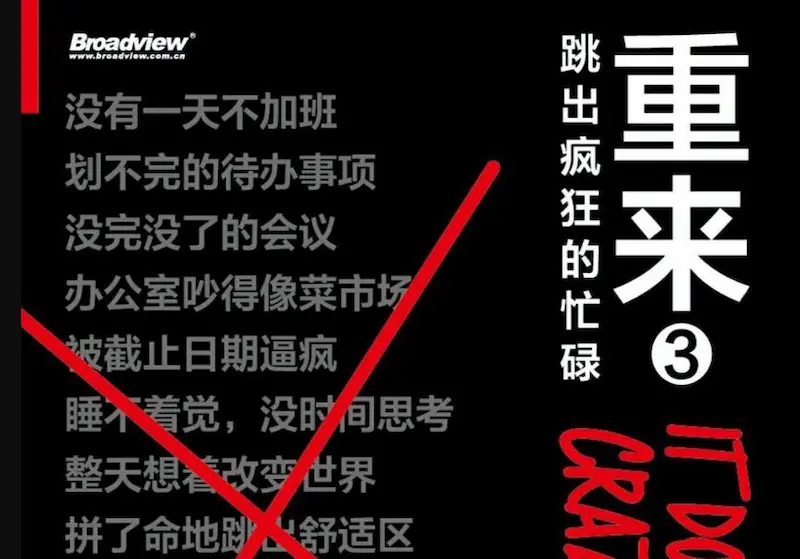 Broadview®
www.broadview.com.cn
没有一天不加班
划不完的待办事项
没完没了的会议
办公室吵得像菜市场
被截止日期逼疯
睡不着觉，没时间思考
整天想着改变世界
拼了命地跳出舒适区
重来③
跳出疯狂的忙碌
IT DO
CRAZ